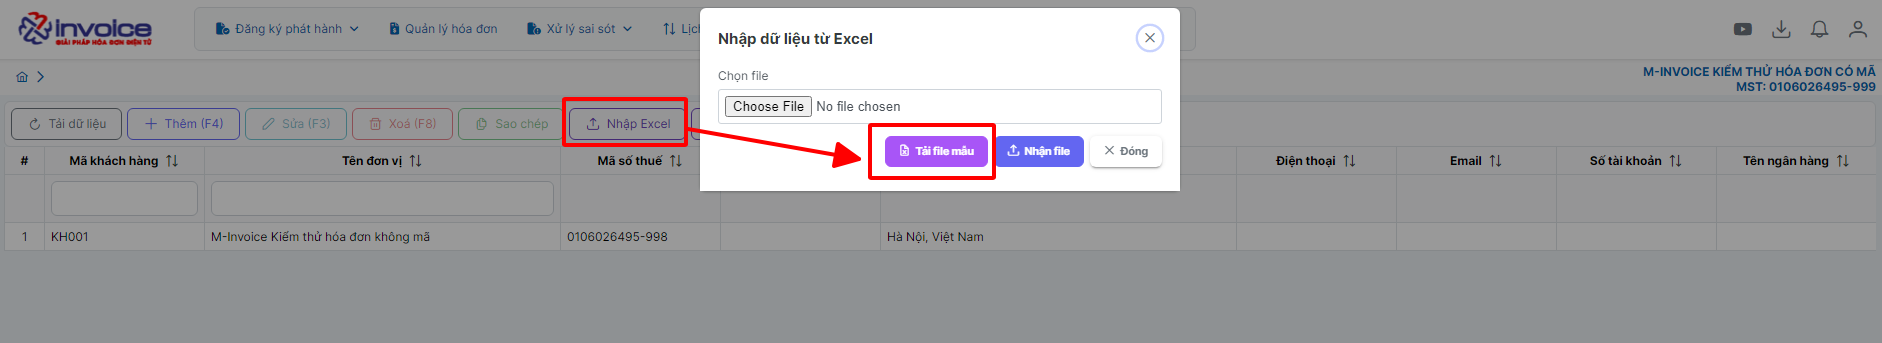 invoice
GIẢI PHÁP HÓA ĐƠN ĐIỆN TỬ
Đăng ký phát hành
Quản lý hóa đơn
Xử lý sai sót
Lịc
M-INVOICE KIỂM THỬ HÓA ĐƠN CÓ MÃ
MST: 0106026495-999
Nhập dữ liệu từ Excel
Chọn file
Choose File No file chosen
Tải file mẫu
Nhận file
Đóng
Tải dữ liệu
Thêm (F4)
Sửa (F3)
Xoá (F8)
Sao chép
Nhập Excel
# Mã khách hàng Tên đơn vị Mã số thuế Điện thoại Email Số tài khoản Tên ngân hàng
1 KH001 M-Invoice Kiểm thử hóa đơn không mã 0106026495-998 Hà Nội, Việt Nam